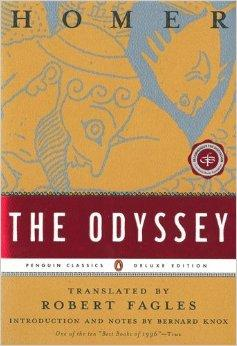 HOMER
THE ODYSSEY
PENGUIN CLASSICS DELUXE EDITION
TRANSLATED BY
ROBERT FAGLES
INTRODUCTION AND NOTES BY BERNARD KNOX
One of the ten "Best Books of 1996"—Time